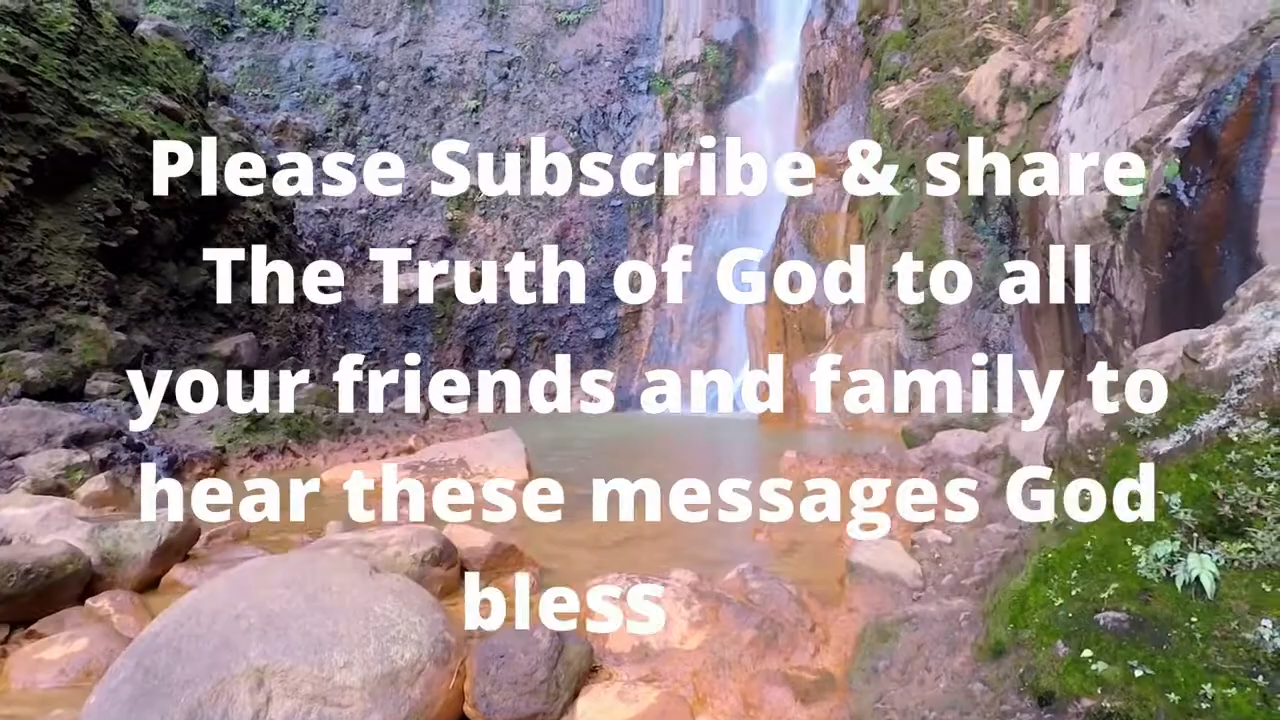 Please Subscribe & share
The Truth of God to all
your friends and family to
hear these messages God
bless